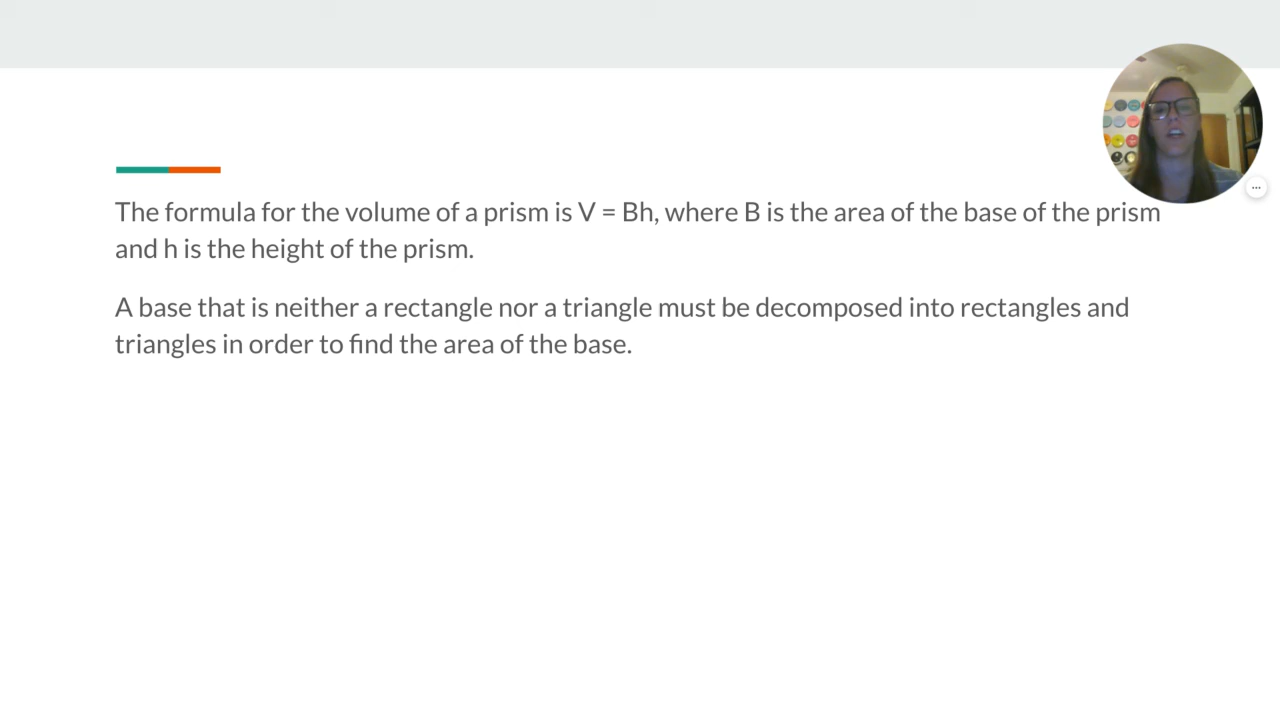 The formula for the volume of a prism is V = Bh, where B is the area of the base of the prism
and h is the height of the prism.
A base that is neither a rectangle nor a triangle must be decomposed into rectangles and
triangles in order to find the area of the base.